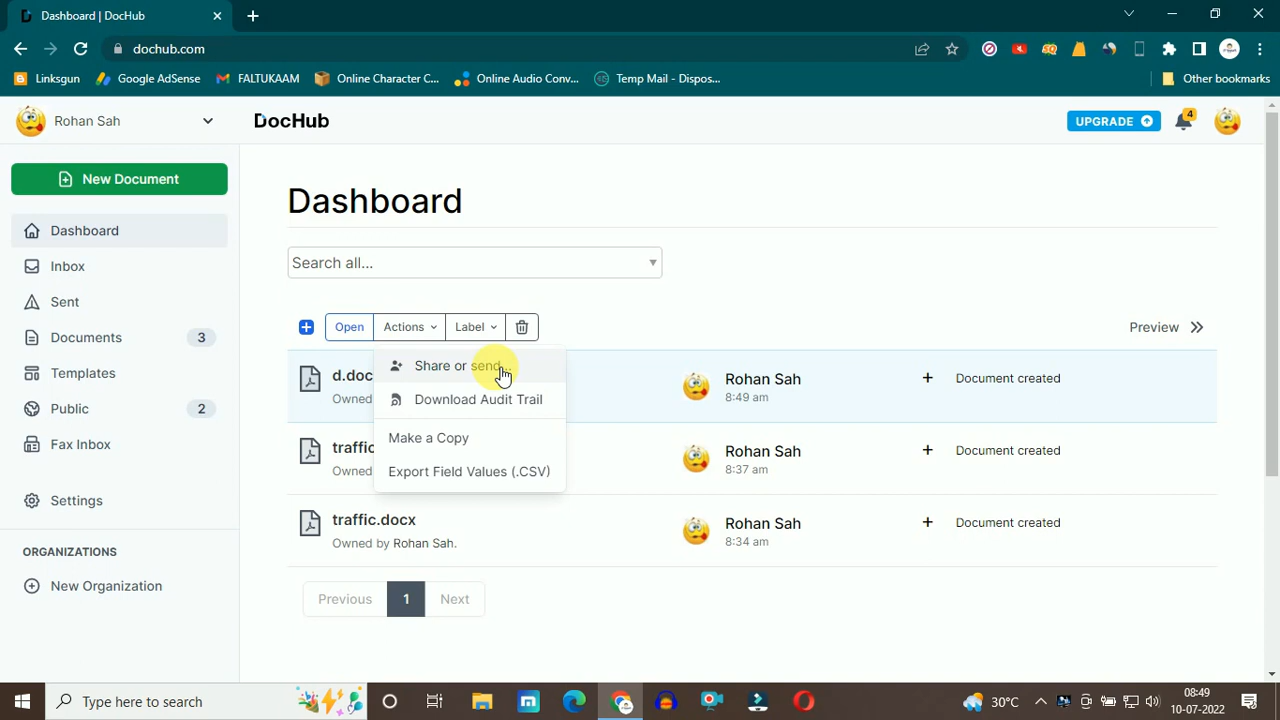 Dashboard | DocHub
dochub.com
Linksgun Google AdSense FALTUKAAM Online Character C... Online Audio Conv... Temp Mail - Dispos... Other bookmarks
Rohan Sah DocHub UPGRADE 4
New Document
Dashboard
Inbox
Sent
Documents 3
Templates
Public 2
Fax Inbox
Settings
ORGANIZATIONS
New Organization
Dashboard
Search all...
Open Actions Label Preview
Share or send...
Download Audit Trail
Make a Copy
Export Field Values (.CSV)
d.doc Rohan Sah Document created
Owned 8:49 am
traffic Rohan Sah Document created
Owned 8:37 am
traffic.docx Rohan Sah Document created
Owned by Rohan Sah. 8:34 am
Previous 1 Next
Type here to search 30°C 08:49
10-07-2022